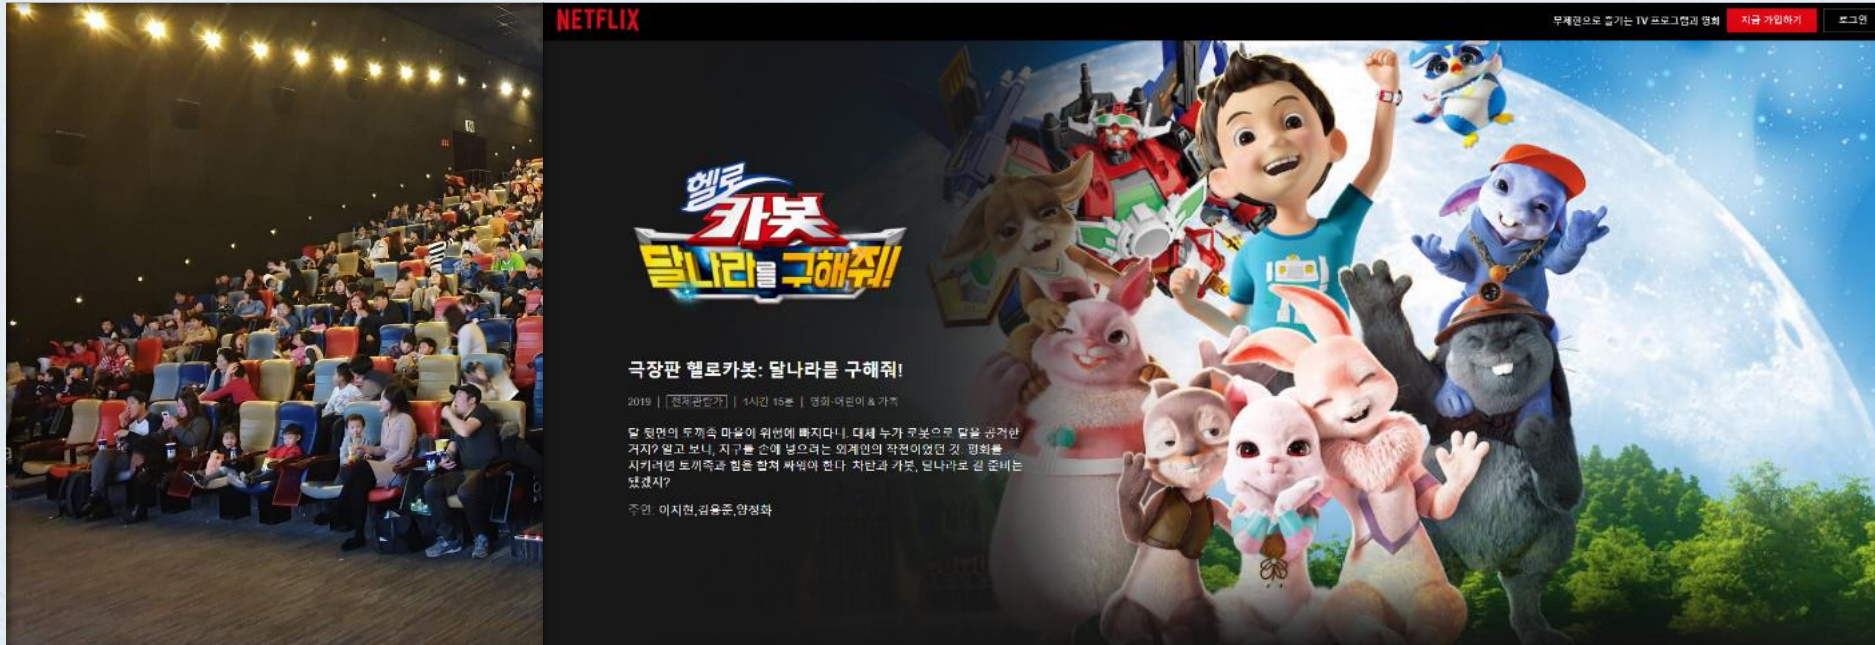 NETFLIX
무제한으로 즐기는 TV 프로그램과 영화
지금 가입하기
로그인
헬로
카봇
달나라를 구해줘!
극장판 헬로카봇: 달나라를 구해줘!
2019 | 전체관람가 | 1시간 15분 | 영화·어린이 & 가족
달 뒷면의 토끼족 마을이 위험에 빠지다니. 대체 누가 로봇으로 달을 공격한
거지? 알고 보니, 지구를 손에 넣으려는 외계인의 작전이었던 것. 평화를
지키려면 토끼족과 힘을 합쳐 싸워야 한다. 차탄과 카봇, 달나라로 갈 준비는
됐겠지?
주연: 이지현,김용준,양정화